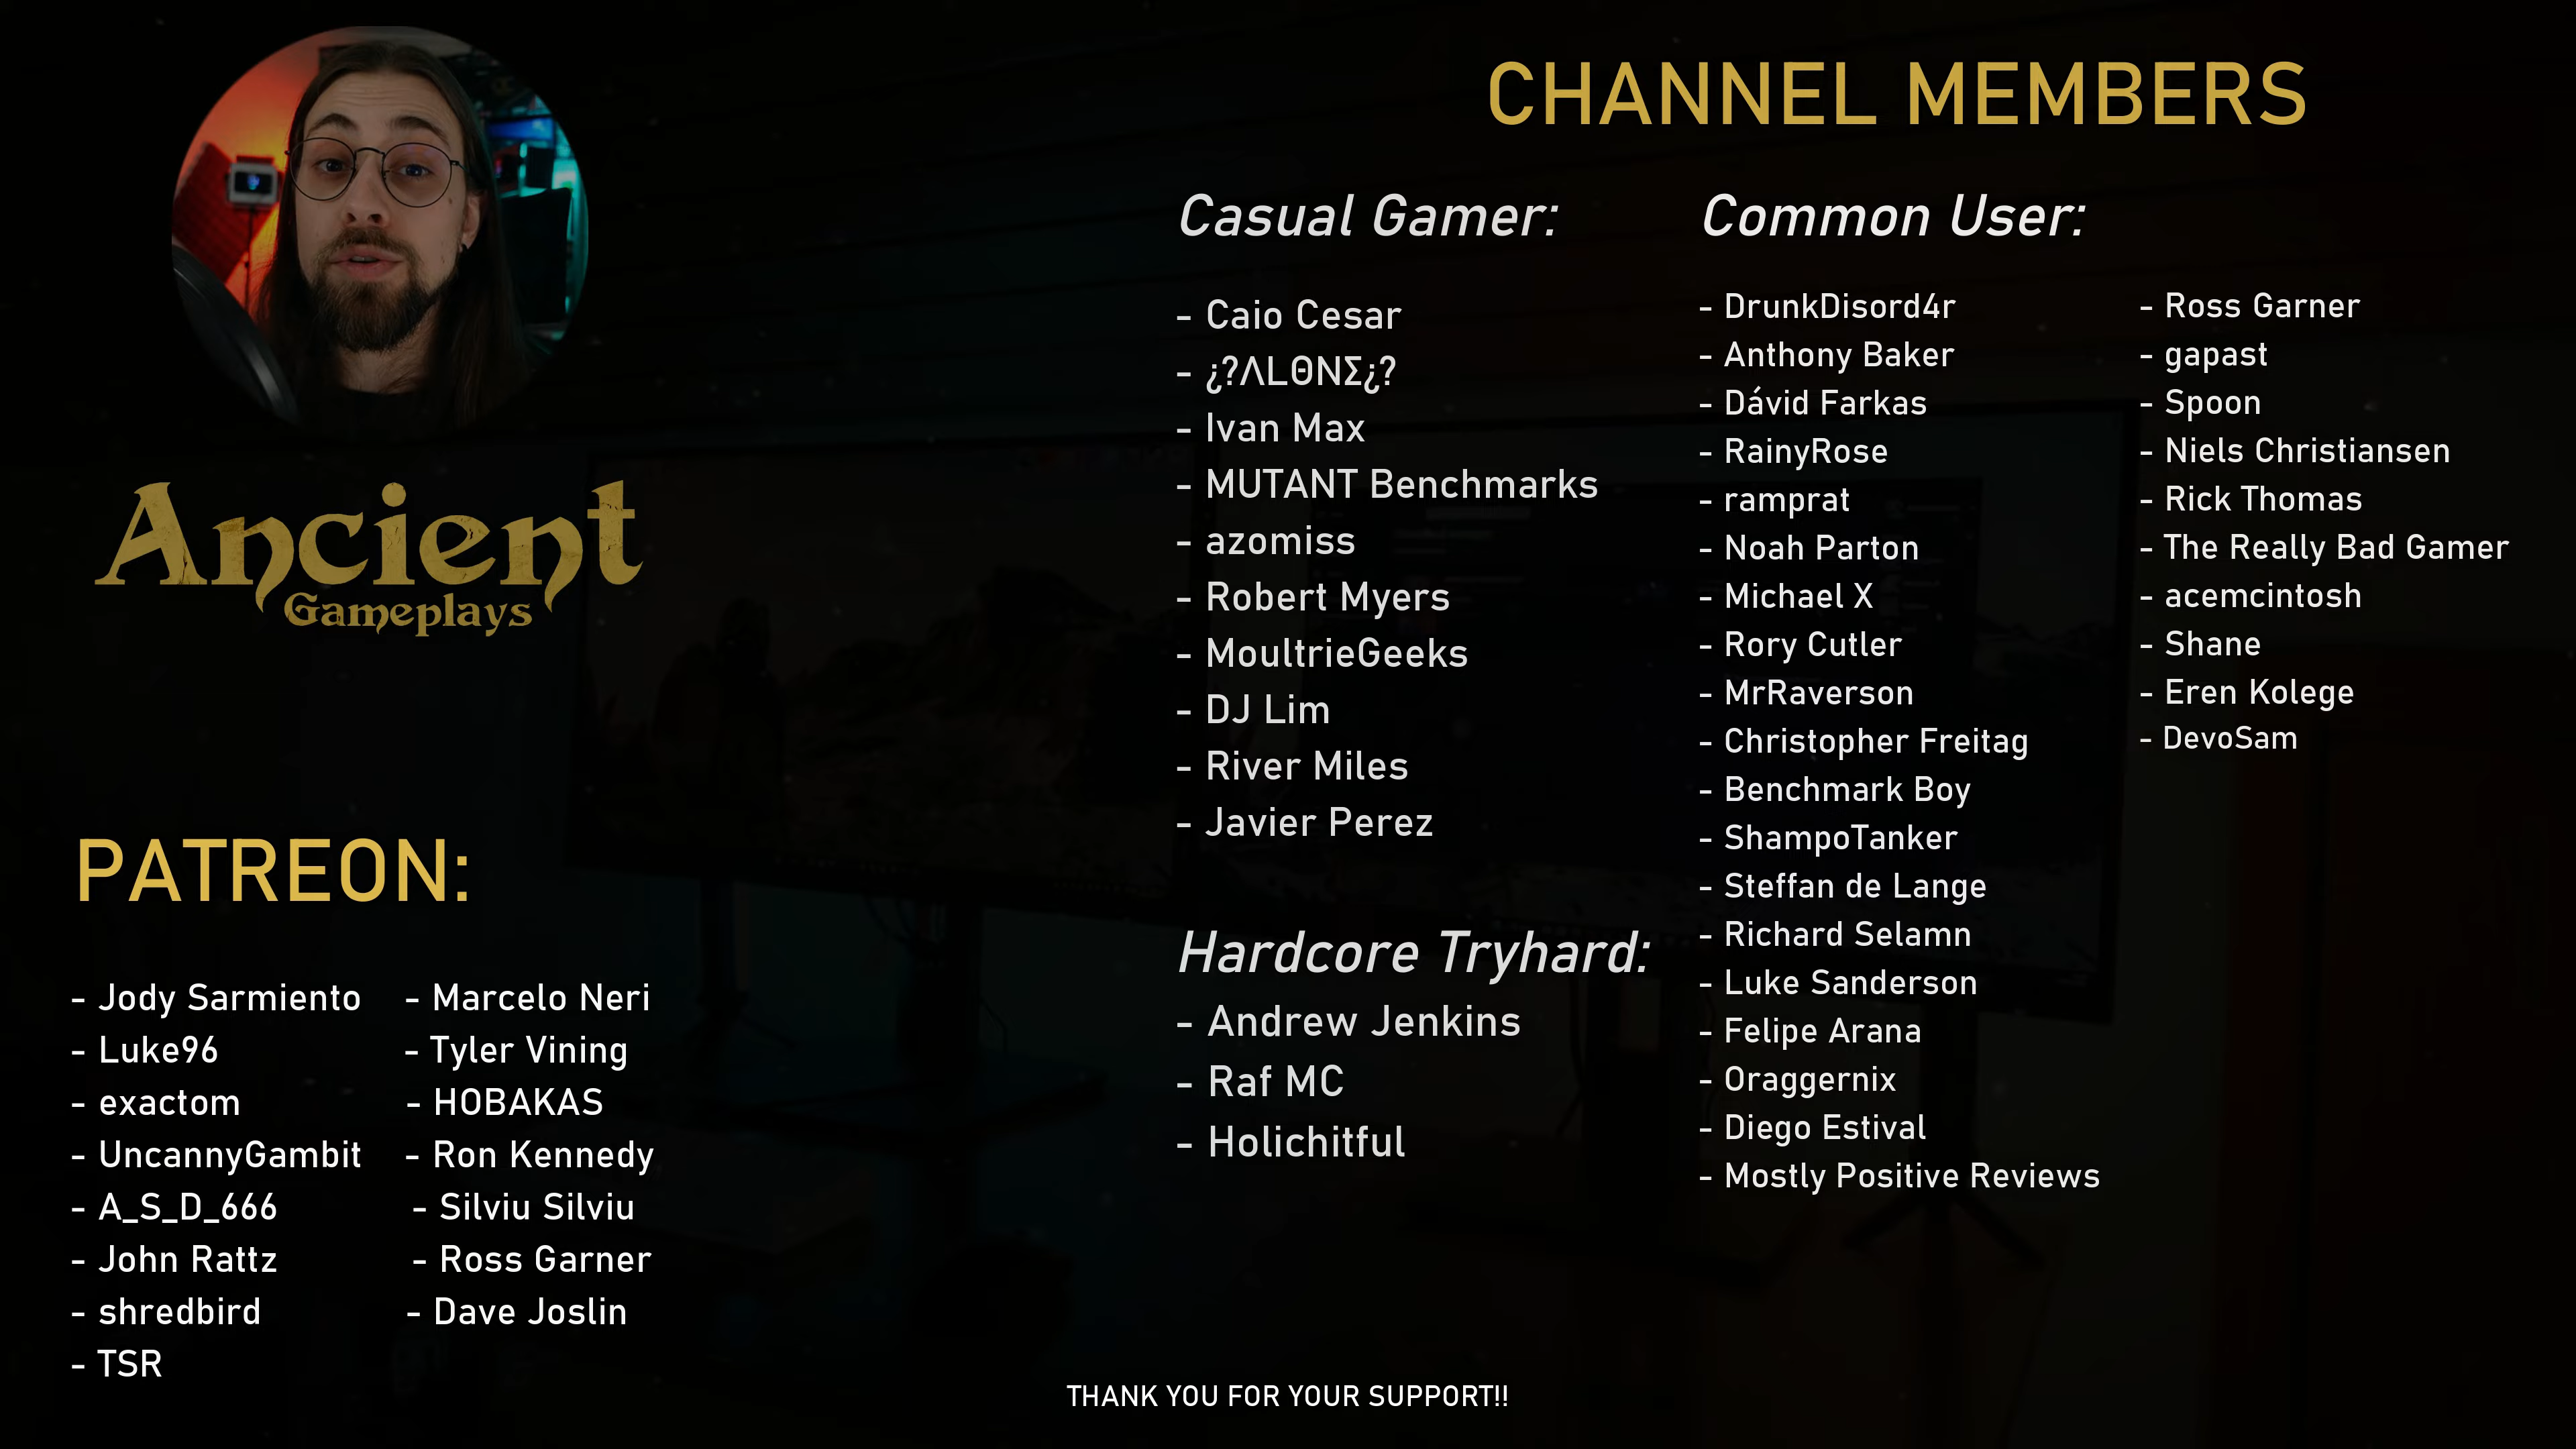 Ancient
Gameplays
PATREON:
- Jody Sarmiento
- Luke96
- exactom
- UncannyGambit
- A_S_D_666
- John Rattz
- shredbird
- TSR
- Marcelo Neri
- Tyler Vining
- HOBAKAS
- Ron Kennedy
- Silviu Silviu
- Ross Garner
- Dave Joslin
CHANNEL MEMBERS
Casual Gamer:
- Caio Cesar
- ¿?ΛLΘNΣ¿?
- Ivan Max
- MUTANT Benchmarks
- azomiss
- Robert Myers
- MoultrieGeeks
- DJ Lim
- River Miles
- Javier Perez
Hardcore Tryhard:
- Andrew Jenkins
- Raf MC
- Holichitful
Common User:
- DrunkDisord4r
- Anthony Baker
- Dávid Farkas
- RainyRose
- ramprat
- Noah Parton
- Michael X
- Rory Cutler
- MrRaverson
- Christopher Freitag
- Benchmark Boy
- ShampoTanker
- Steffan de Lange
- Richard Selamn
- Luke Sanderson
- Felipe Arana
- Oraggernix
- Diego Estival
- Mostly Positive Reviews
- Ross Garner
- gapast
- Spoon
- Niels Christiansen
- Rick Thomas
- The Really Bad Gamer
- acemcintosh
- Shane
- Eren Kolege
- DevoSam
THANK YOU FOR YOUR SUPPORT!!